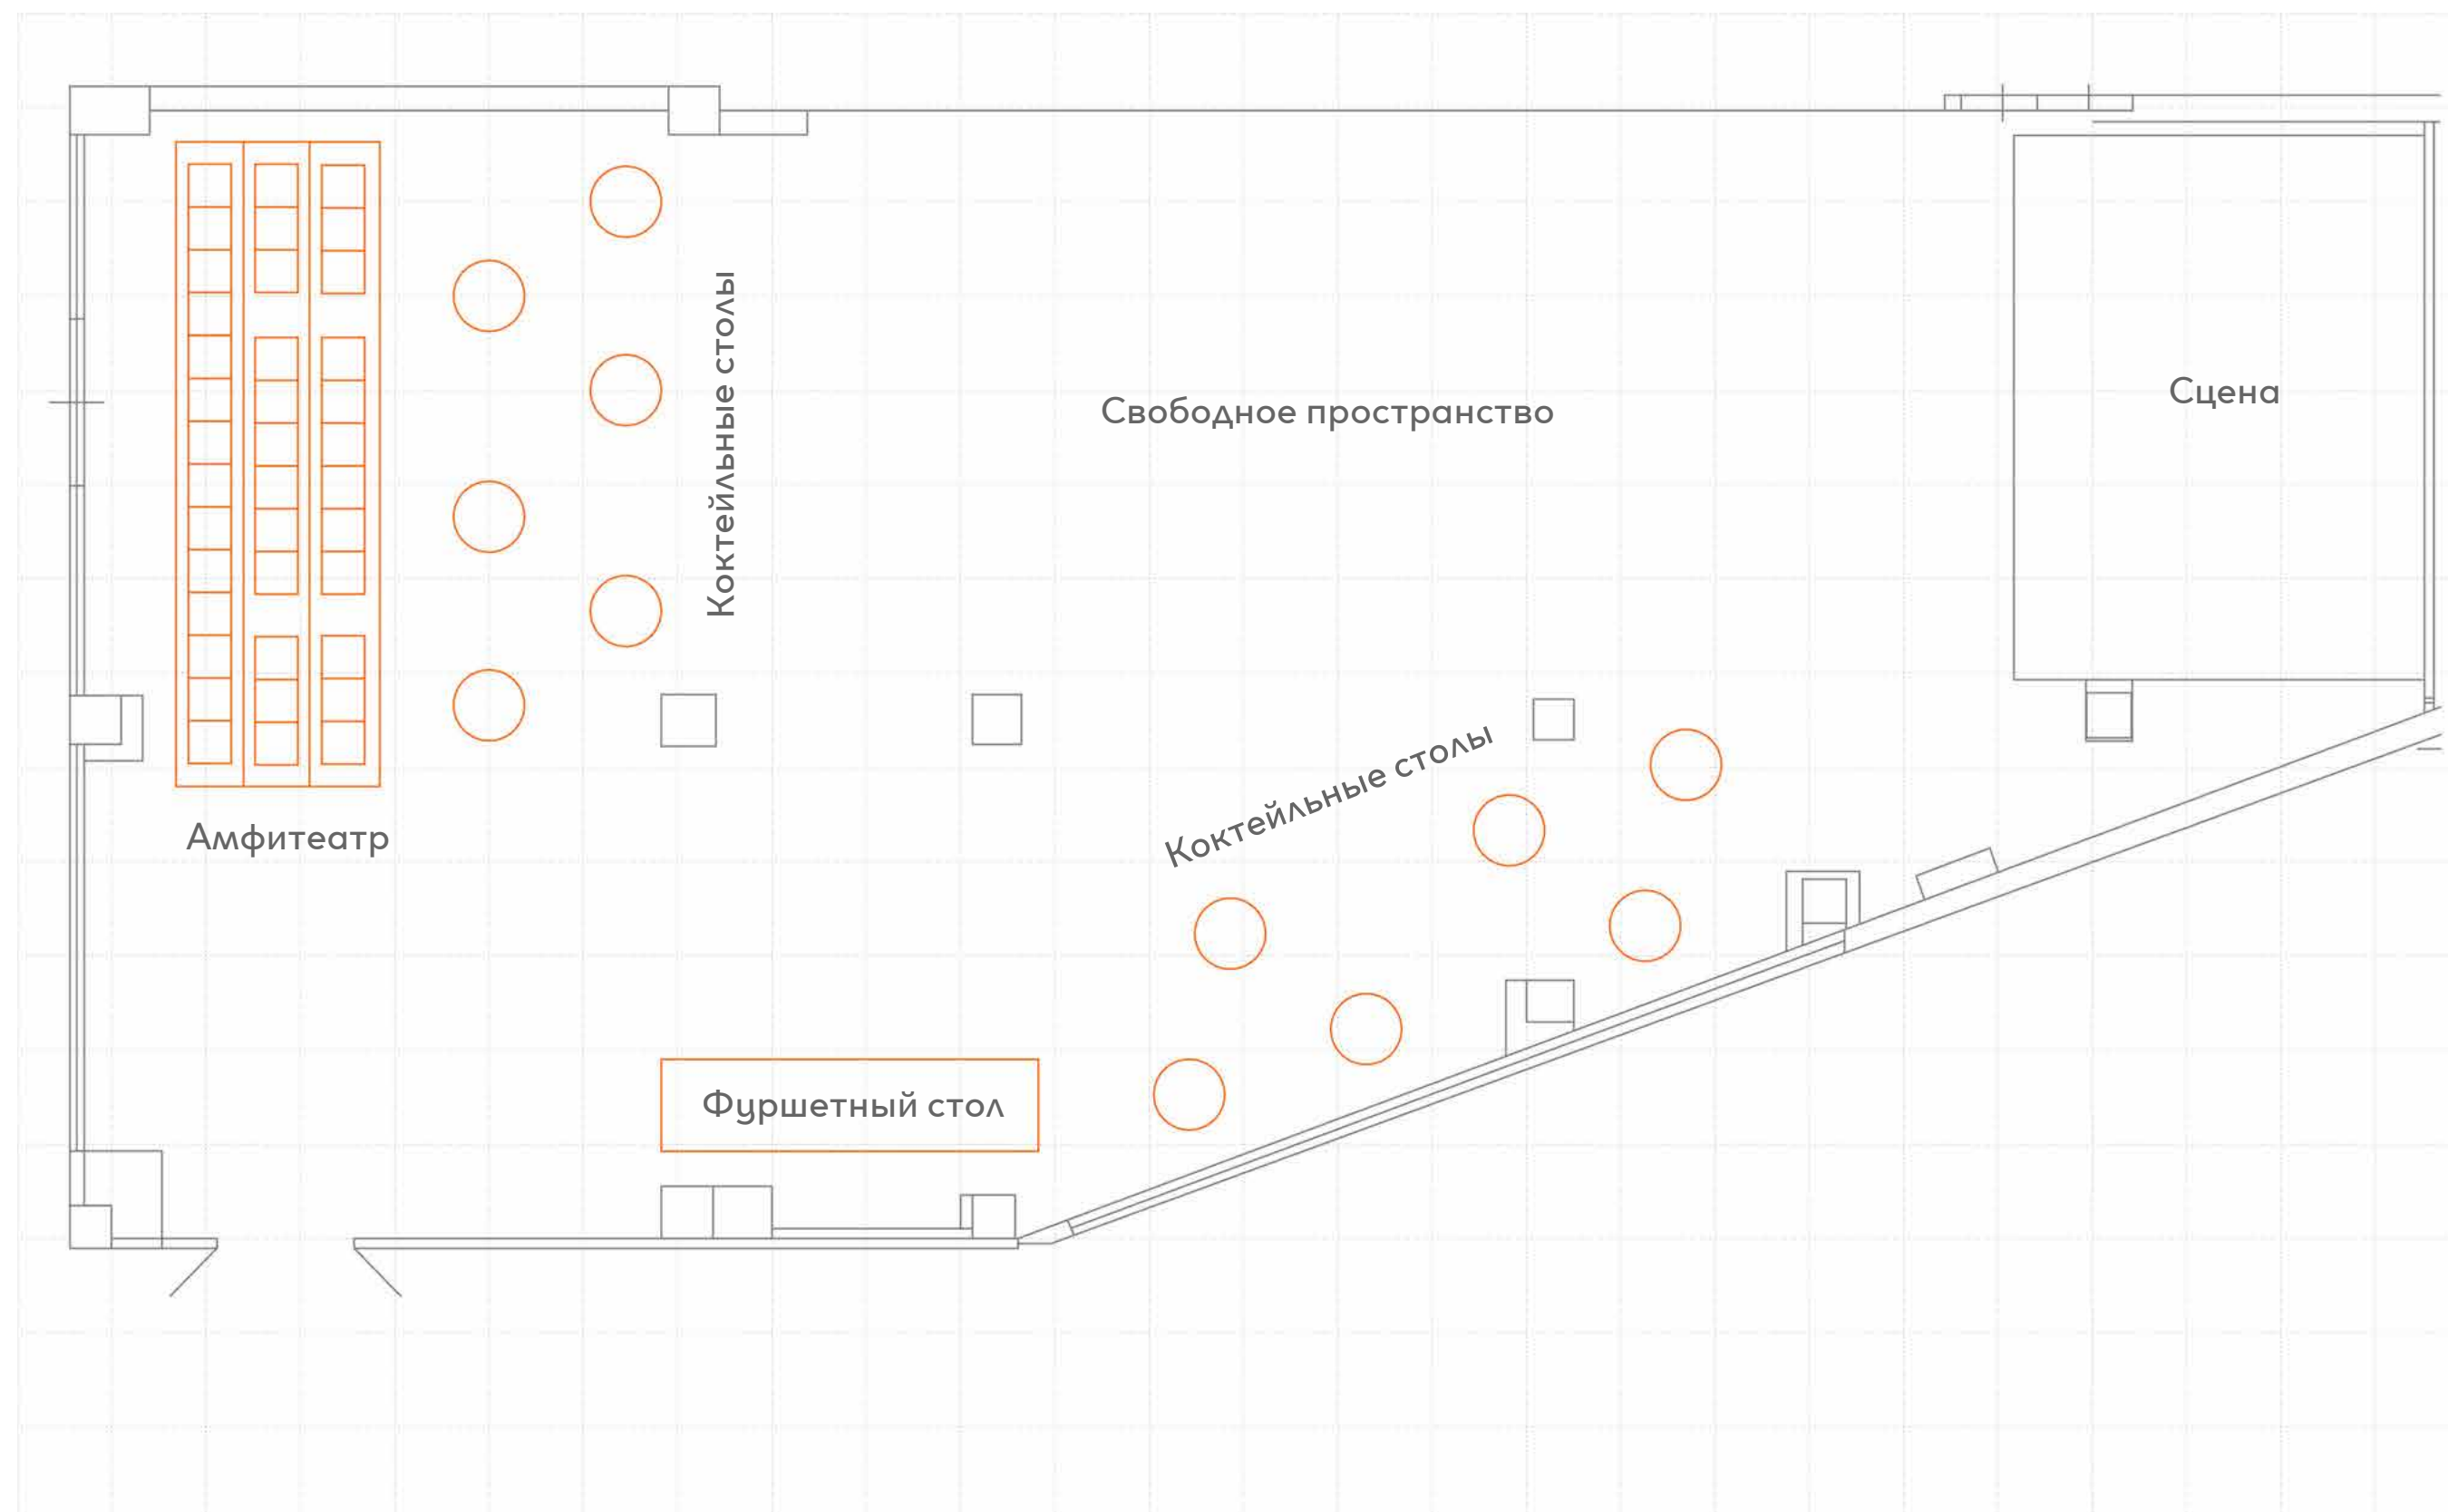 Коктейльные столы
Свободное пространство
Сцена
Коктейльные столы
Амфитеатр
Фуршетный стол